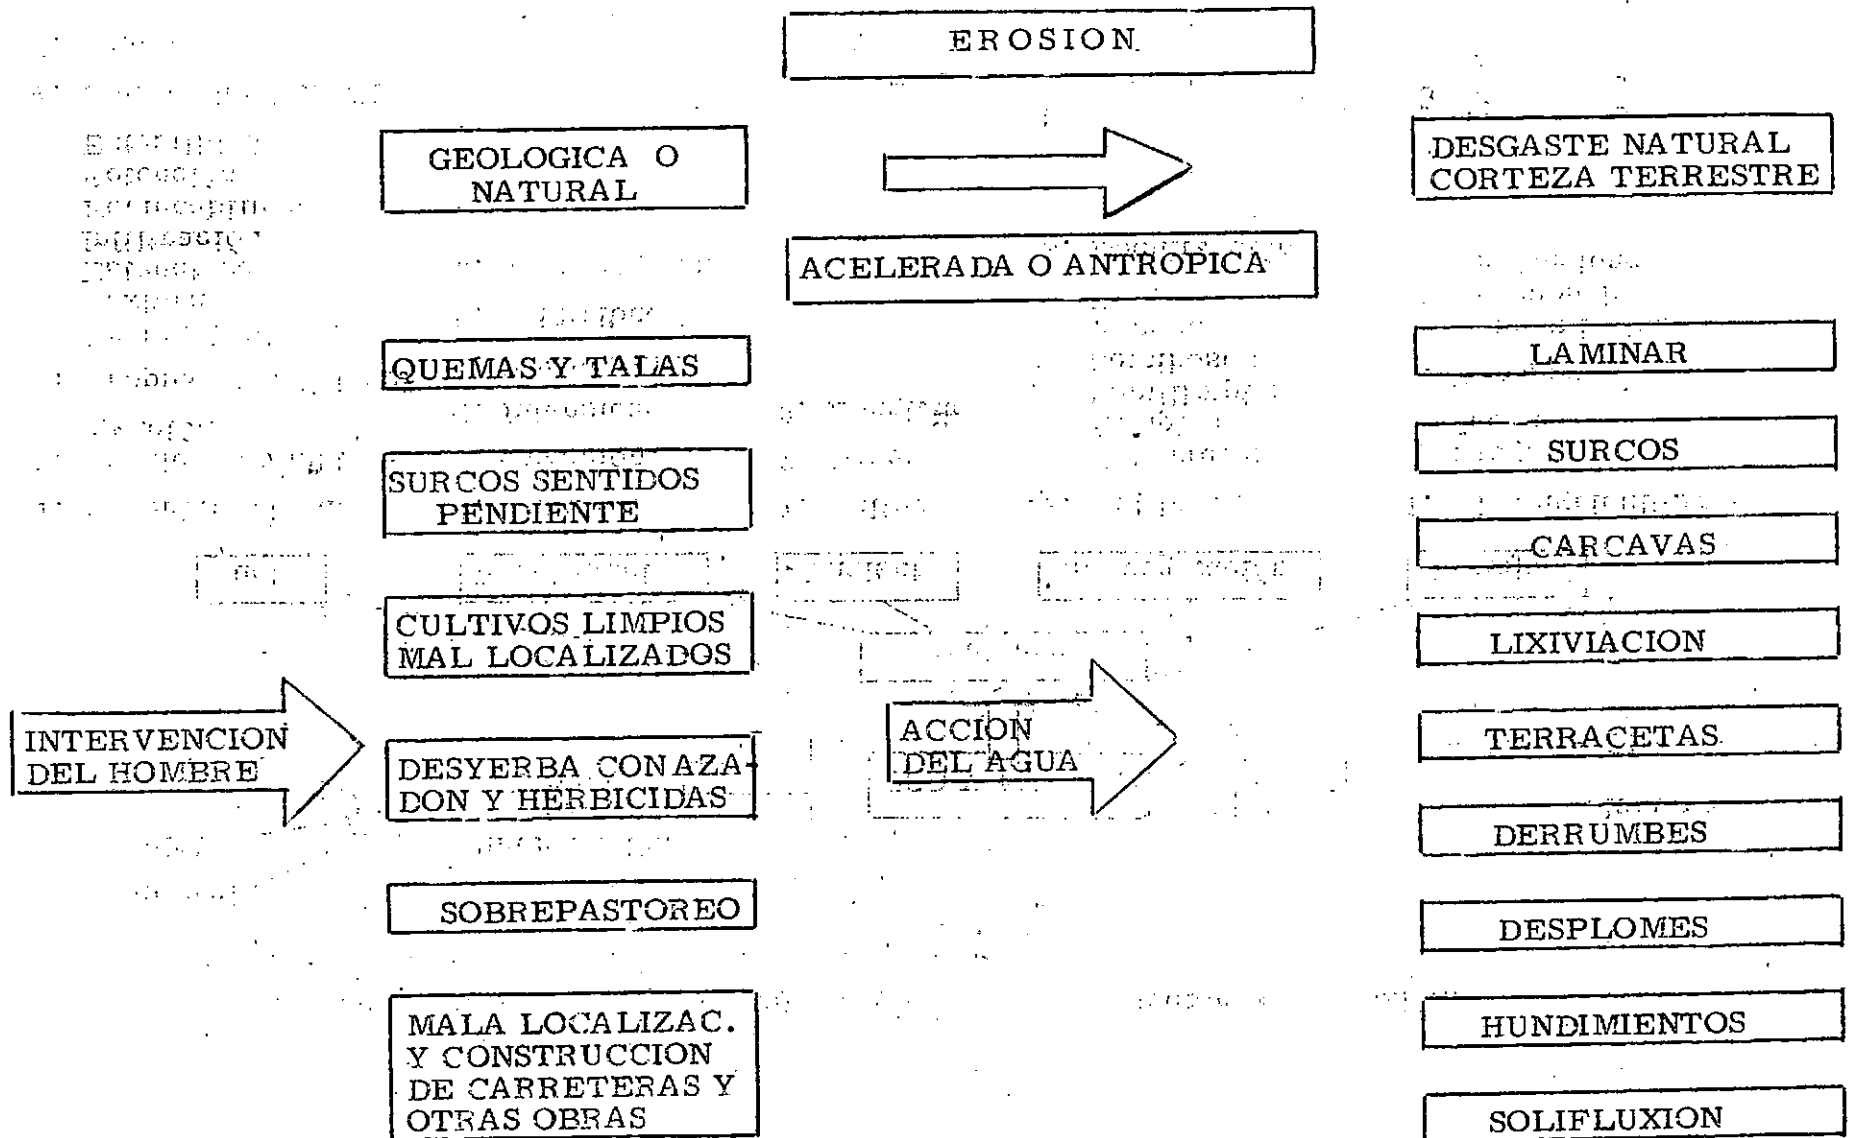 EROSION
GEOLOGICA O
NATURAL
DESGASTE NATURAL
CORTEZA TERRESTRE
ACELERADA O ANTROPICA
QUEMAS Y TALAS
SURCOS SENTIDOS
PENDIENTE
CULTIVOS LIMPIOS
MAL LOCALIZADOS
INTERVENCION
DEL HOMBRE
DESYERBA CON AZA-
DON Y HERBICIDAS
SOBREPASTOREO
MALA LOCALIZAC.
Y CONSTRUCCION
DE CARRETERAS Y
OTRAS OBRAS
ACCION
DEL AGUA
LAMINAR
SURCOS
CARCAVAS
LIXIVIACION
TERRACETAS
DERRUMBES
DESPLOMES
HUNDIMIENTOS
SOLIFLUXION